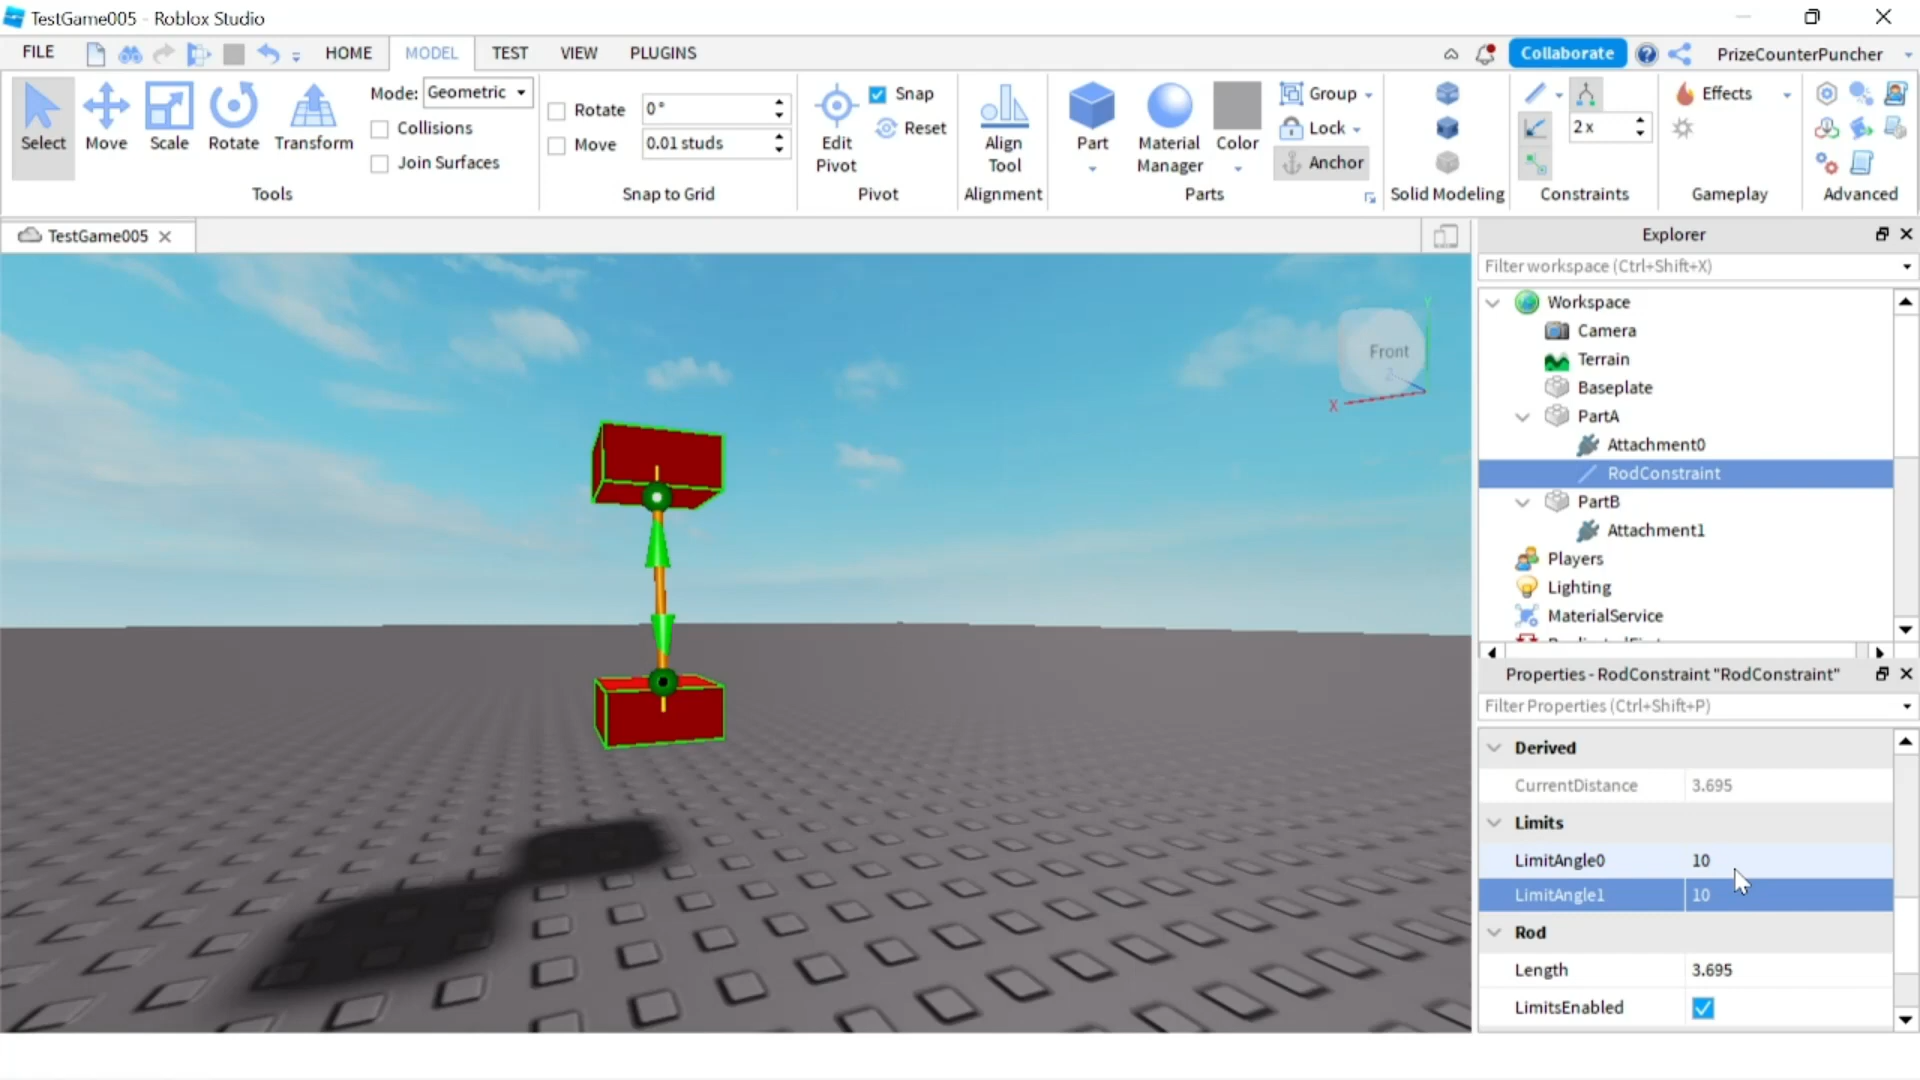 TestGame005 - Roblox Studio
FILE HOME MODEL TEST VIEW PLUGINS Collaborate PrizeCounterPuncher
Select Move Scale Rotate Transform
Mode: Geometric
Collisions
Join Surfaces
Tools
Rotate 0°
Move 0.01 studs
Snap to Grid
Edit Pivot
Snap
Reset
Pivot
Align Tool
Alignment
Part
Material Manager
Color
Group
Lock
Anchor
Parts
Solid Modeling
2 x
Constraints
Effects
Gameplay
Advanced
TestGame005
Front
X
Y
Z
Explorer
Filter workspace (Ctrl+Shift+X)
Workspace
Camera
Terrain
Baseplate
PartA
Attachment0
RodConstraint
PartB
Attachment1
Players
Lighting
MaterialService
Properties - RodConstraint "RodConstraint"
Filter Properties (Ctrl+Shift+P)
Derived
CurrentDistance 3.695
Limits
LimitAngle0 10
LimitAngle1 10
Rod
Length 3.695
LimitsEnabled